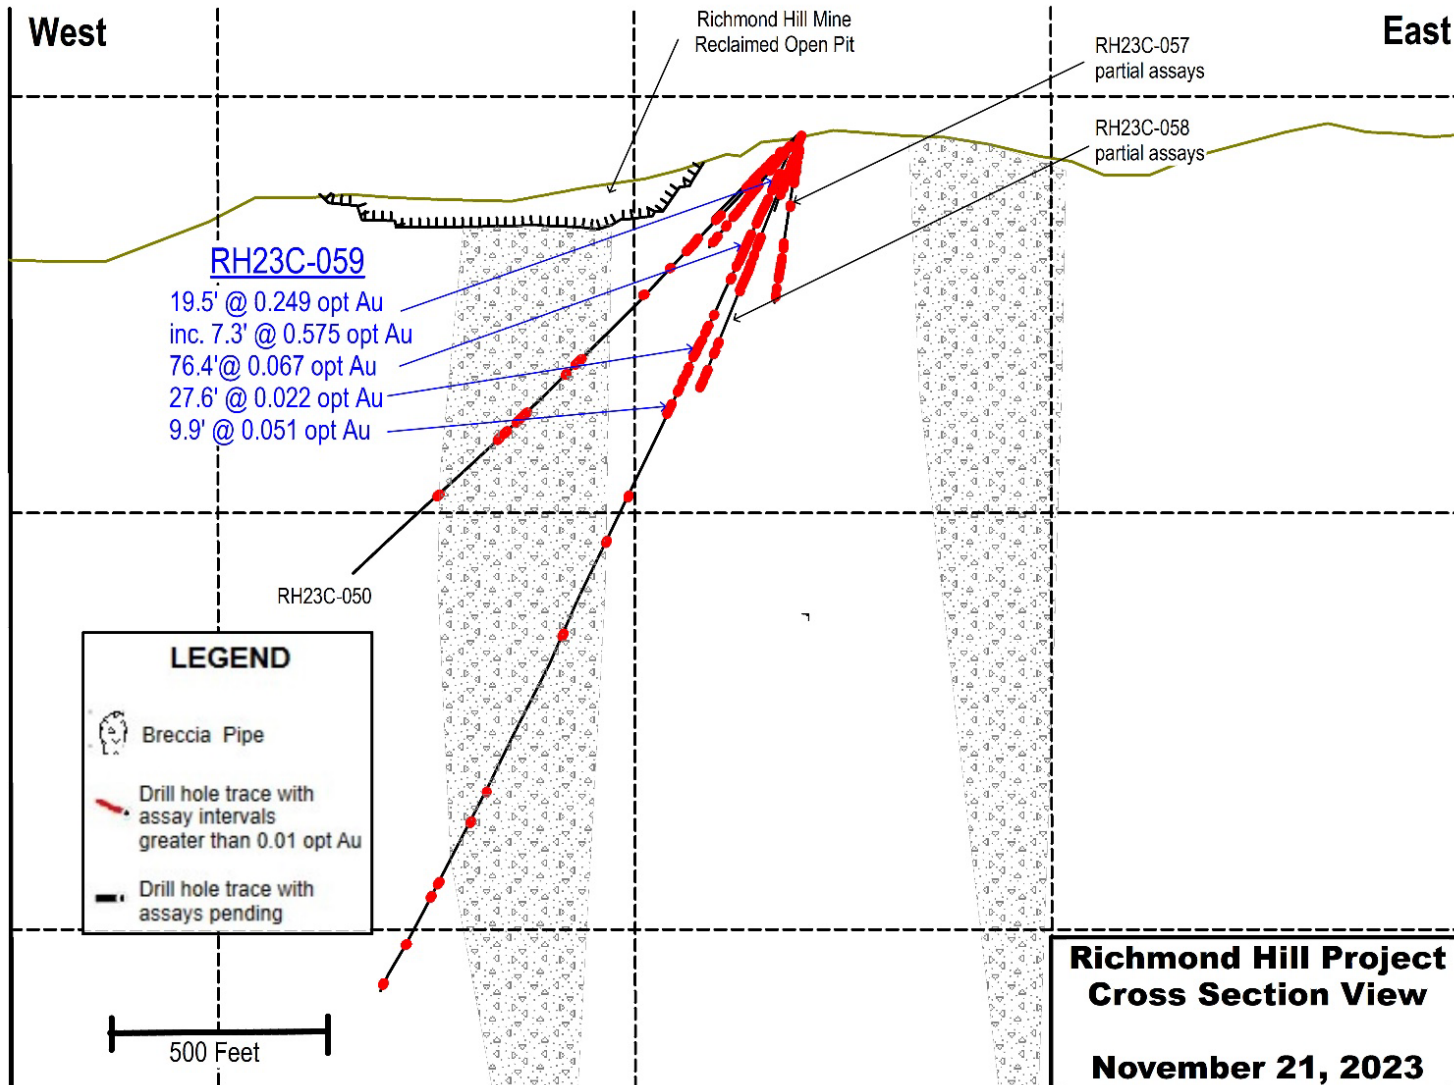 West
Richmond Hill Mine
Reclaimed Open Pit
East
RH23C-057
partial assays
RH23C-058
partial assays
RH23C-059
19.5' @ 0.249 opt Au
inc. 7.3' @ 0.575 opt Au
76.4'@ 0.067 opt Au
27.6' @ 0.022 opt Au
9.9' @ 0.051 opt Au
RH23C-050
LEGEND
Breccia Pipe
Drill hole trace with
assay intervals
greater than 0.01 opt Au
Drill hole trace with
assays pending
500 Feet
Richmond Hill Project
Cross Section View
November 21, 2023